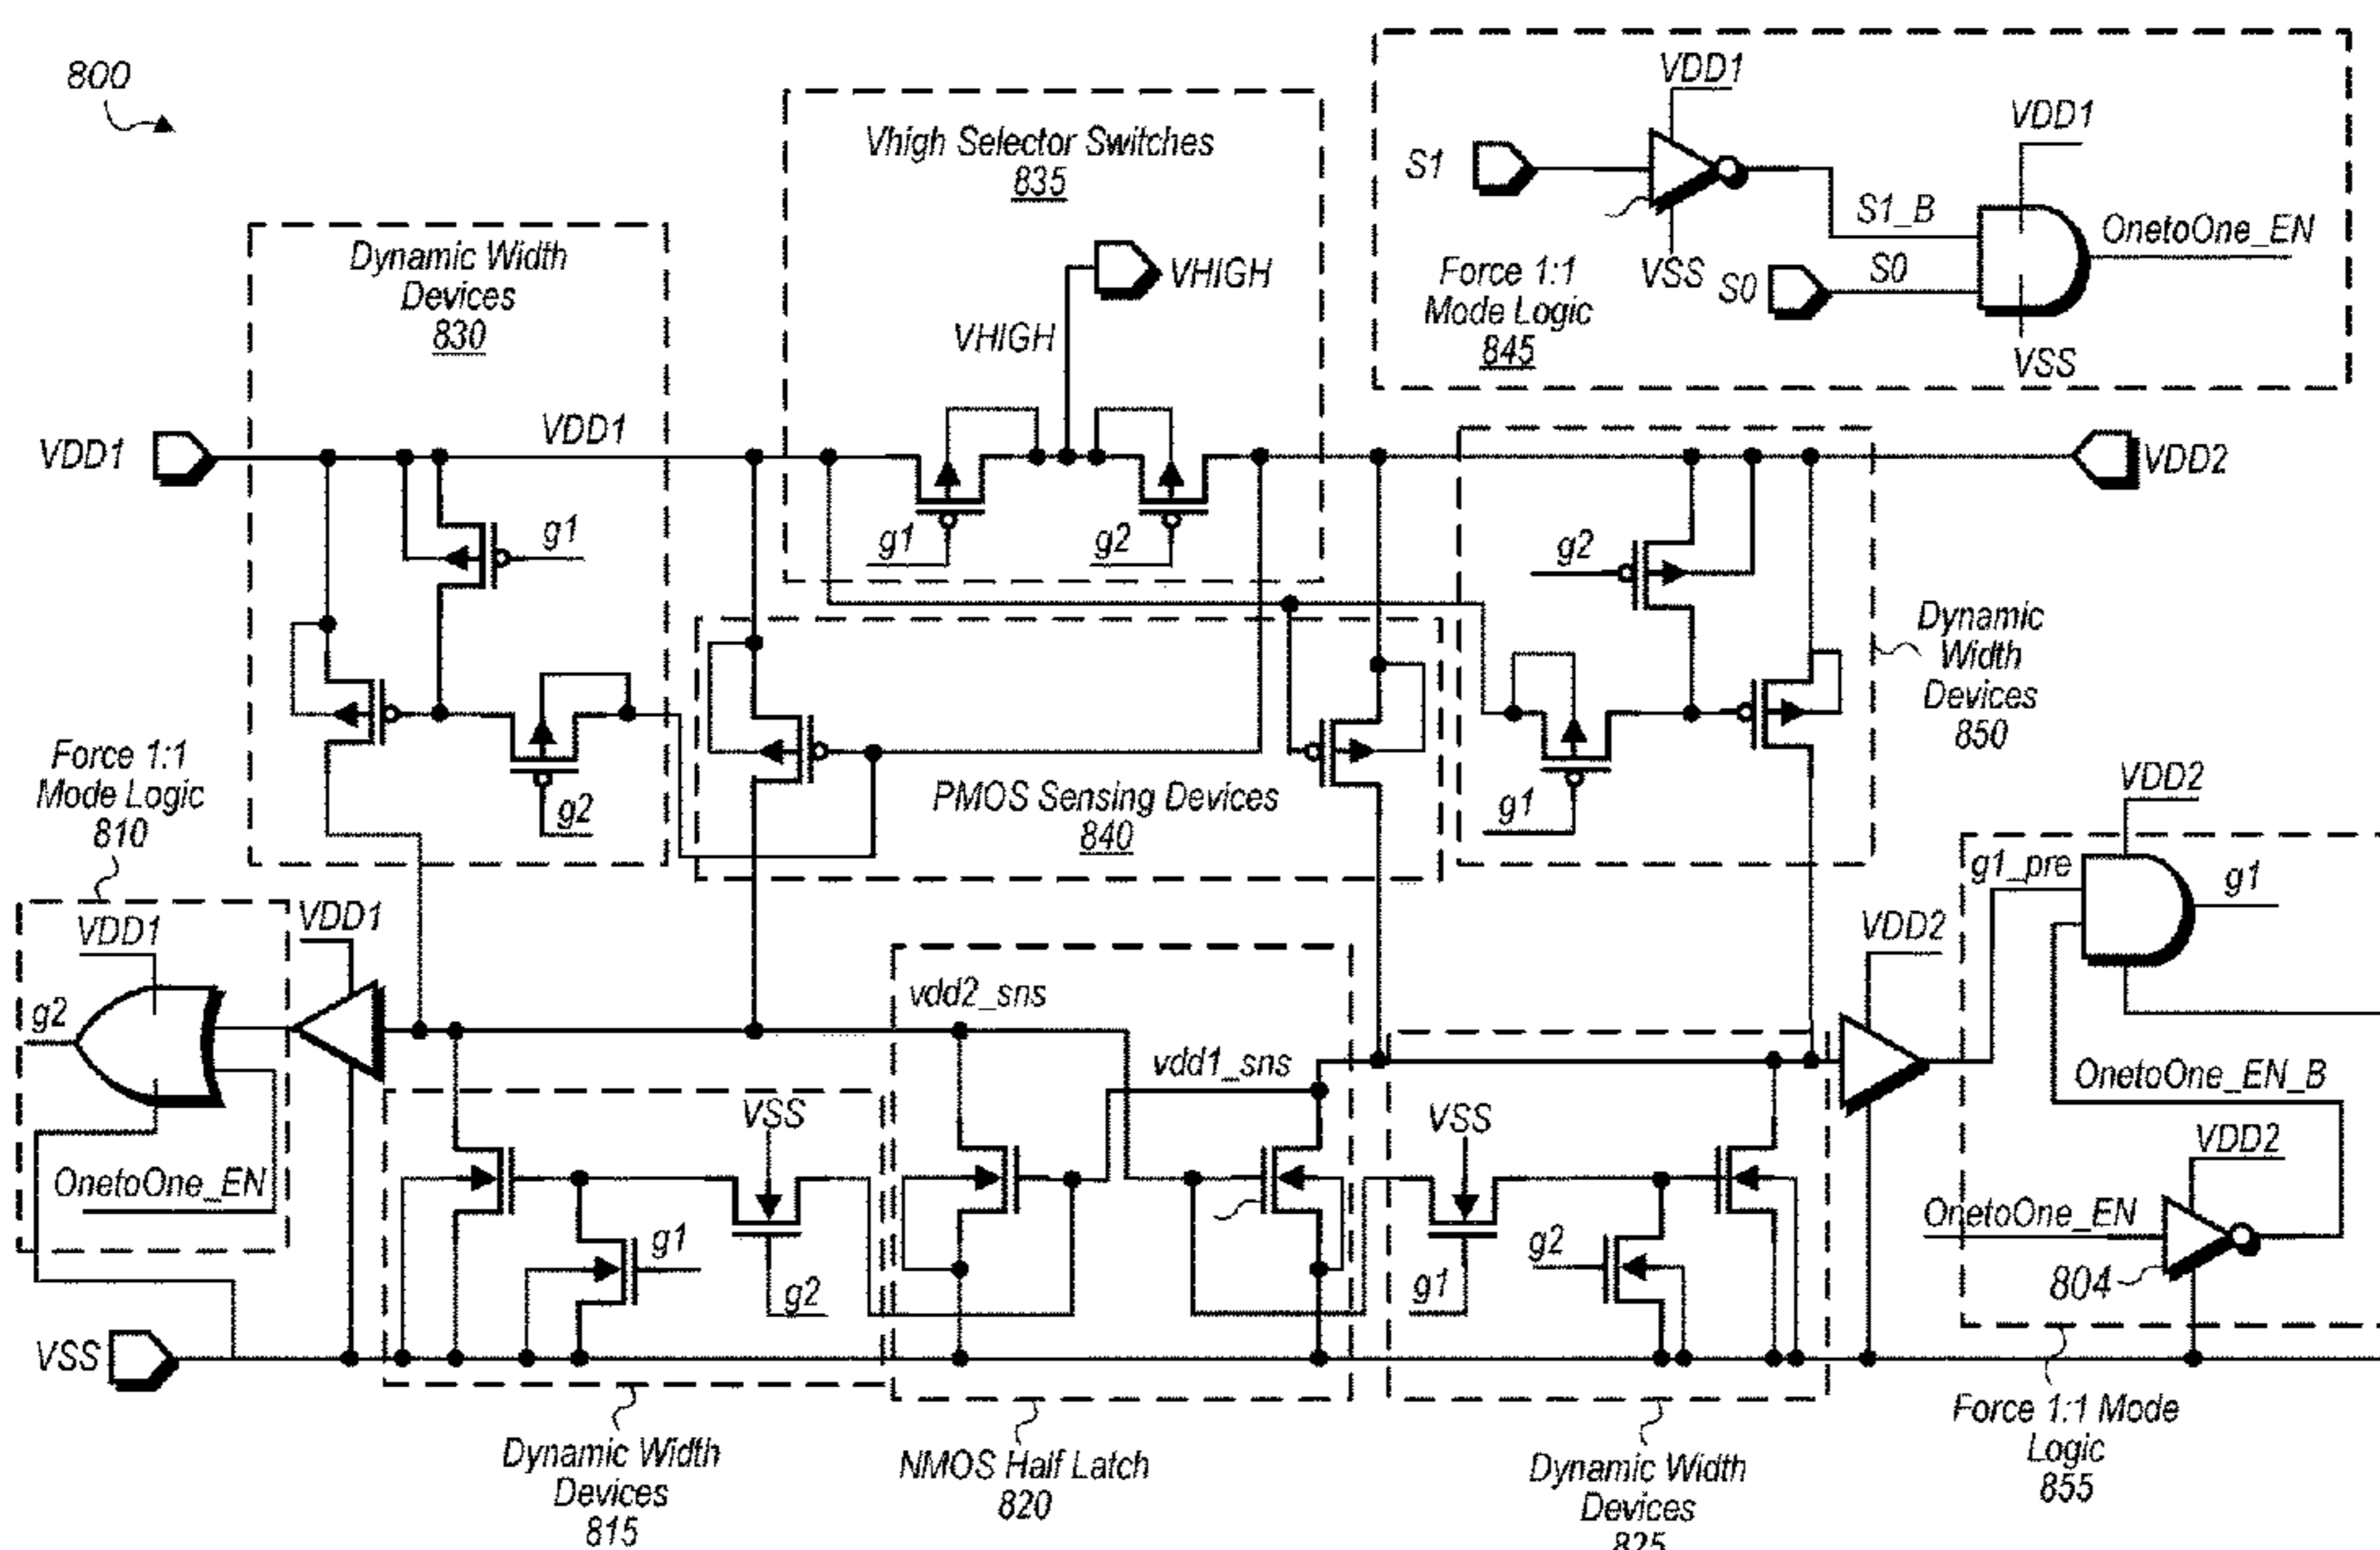 800
Vhigh Selector Switches
835
VHIGH
VHIGH
g1
g2
VDD1
S1
VSS
S1_B
S0
S0
VDD1
OnetoOne_EN
VSS
Force 1:1
Mode Logic
845
Dynamic Width
Devices
830
VDD1
VDD1
g1
g2
VDD2
g2
g1
Dynamic
Width
Devices
850
PMOS Sensing Devices
840
Force 1:1
Mode Logic
810
VDD1
g2
OnetoOne_EN
VDD1
vdd2_sns
vdd1_sns
VSS
g1
g2
VSS
g1
g2
VDD2
VDD2
g1_pre
g1
OnetoOne_EN_B
VDD2
OnetoOne_EN
804
VSS
Dynamic Width
Devices
815
NMOS Half Latch
820
Dynamic Width
Devices
825
Force 1:1 Mode
Logic
855